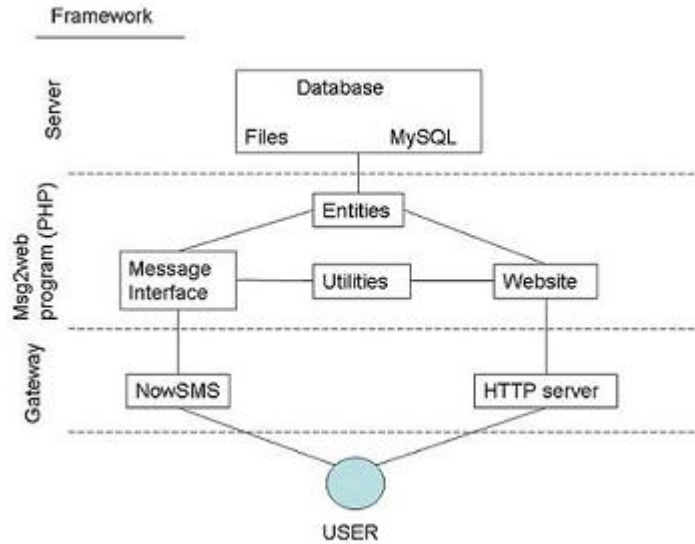 Framework
Server
Database
Files MySQL
Msg2web
program (PHP)
Entities
Message
Interface
Utilities
Website
Gateway
NowSMS
HTTP server
USER